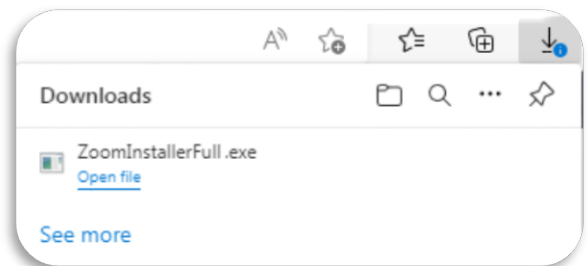 A
Downloads
ZoomInstallerFull .exe
Open file
See more